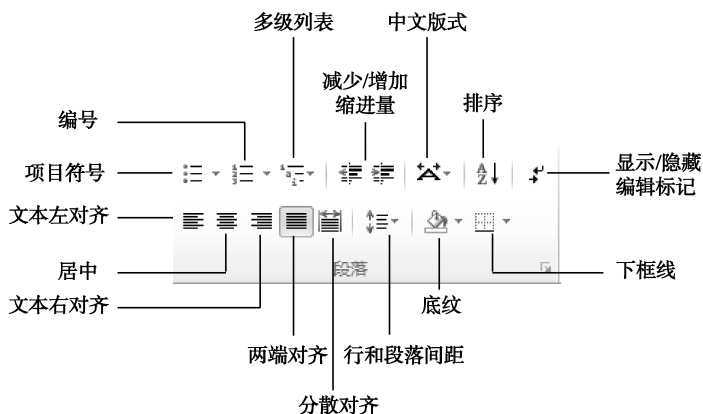 多级列表
中文版式
减少/增加
缩进量
排序
编号
项目符号
显示/隐藏
编辑标记
文本左对齐
居中
段落
下框线
文本右对齐
底纹
两端对齐
行和段落间距
分散对齐